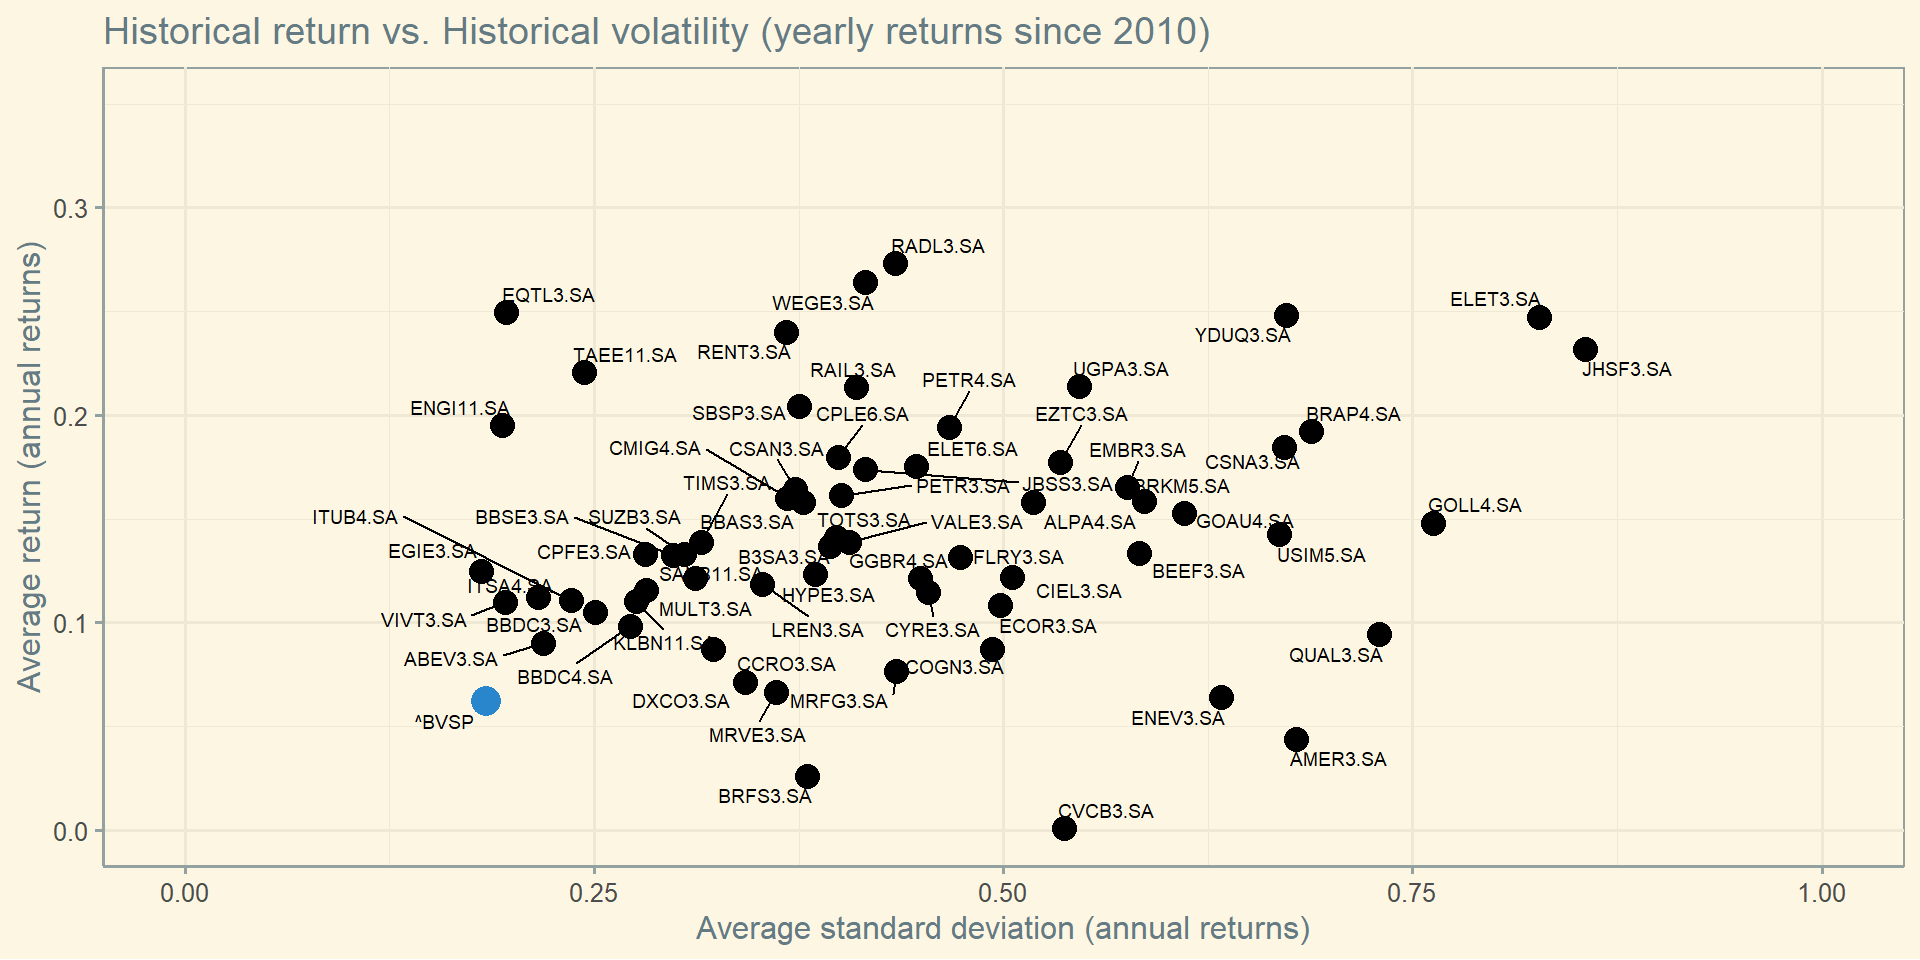 Historical return vs. Historical volatility (yearly returns since 2010)
Average return (annual returns)
0.3
0.2
0.1
0.0
RADL3.SA
EQTL3.SA
WEGE3.SA
ELET3.SA
YDUQ3.SA
RENT3.SA
TAEE11.SA
RAIL3.SA
UGPA3.SA
JHSF3.SA
PETR4.SA
ENGI11.SA
SBSP3.SA
CPLE6.SA
EZTC3.SA
BRAP4.SA
CMIG4.SA
CSAN3.SA
ELET6.SA
EMBR3.SA
CSNA3.SA
TIMS3.SA
PETR3.SA
JBSS3.SA
BRKM5.SA
GOLL4.SA
ITUB4.SA
BBSE3.SA
SUZB3.SA
BBAS3.SA
TOTS3.SA
VALE3.SA
ALPA4.SA
GOAU4.SA
EGIE3.SA
CPFE3.SA
B3SA3.SA
GGBR4.SA
FLRY3.SA
USIM5.SA
SANB11.SA
BEEF3.SA
ITSA4.SA
HYPE3.SA
CIEL3.SA
MULT3.SA
VIVT3.SA
BBDC3.SA
LREN3.SA
CYRE3.SA
ECOR3.SA
KLBN11.SA
ABEV3.SA
CCRO3.SA
COGN3.SA
QUAL3.SA
BBDC4.SA
DXCO3.SA
MRFG3.SA
^BVSP
ENEV3.SA
MRVE3.SA
AMER3.SA
BRFS3.SA
CVCB3.SA
0.00
0.25
0.50
0.75
1.00
Average standard deviation (annual returns)